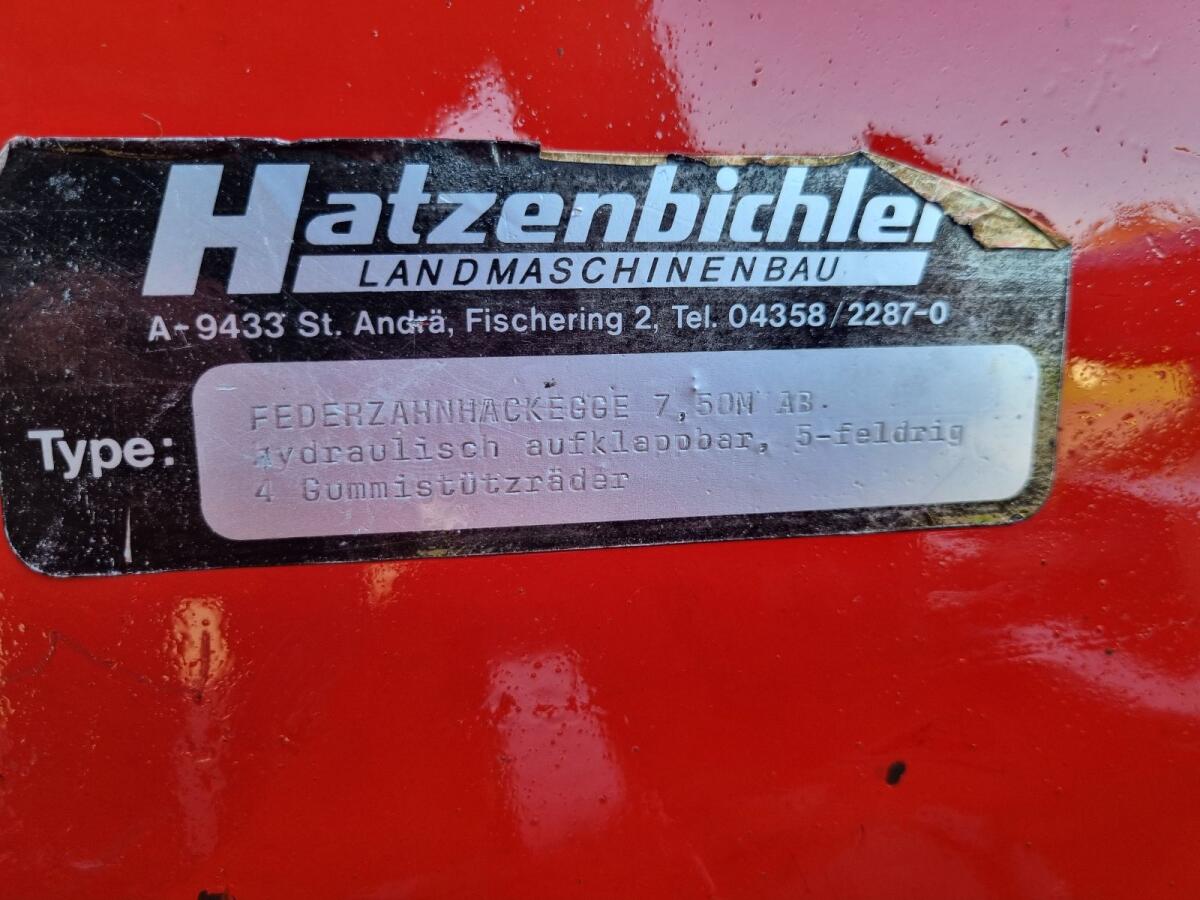 Hatzenbichler
LANDMASCHINENBAU
A-9433 St. Andrä, Fischering 2, Tel. 04358/2287-0
Type:
FEDERZAHNHACKEGGE 7,50M AB.
hydraulisch aufklappbar, 5-feldrig
4 Gummistützräder